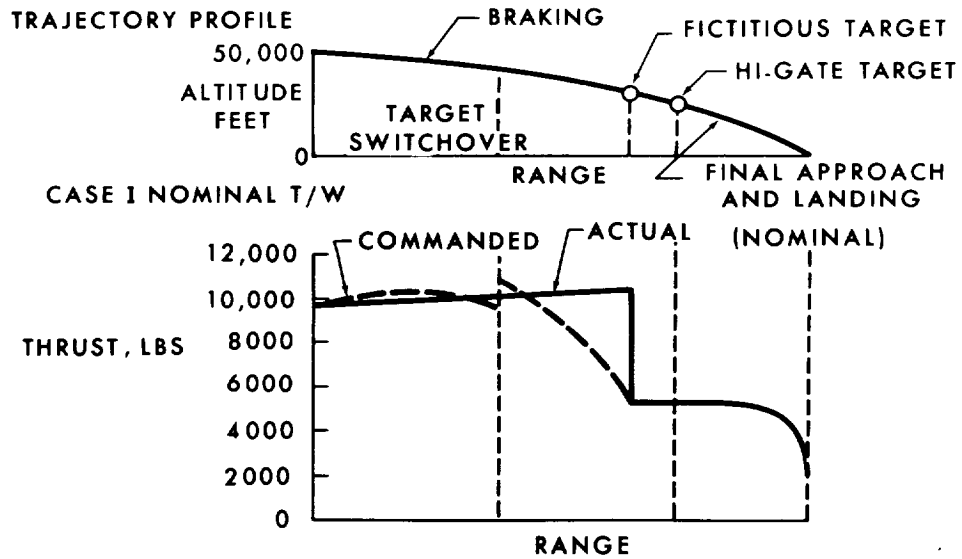 TRAJECTORY PROFILE
BRAKING
FICTITIOUS TARGET
50,000
HI-GATE TARGET
ALTITUDE
FEET
TARGET
SWITCHOVER
0
RANGE
FINAL APPROACH
AND LANDING
(NOMINAL)
CASE I NOMINAL T/W
COMMANDED
ACTUAL
12,000
10,000
THRUST, LBS
8000
6000
4000
2000
0
RANGE